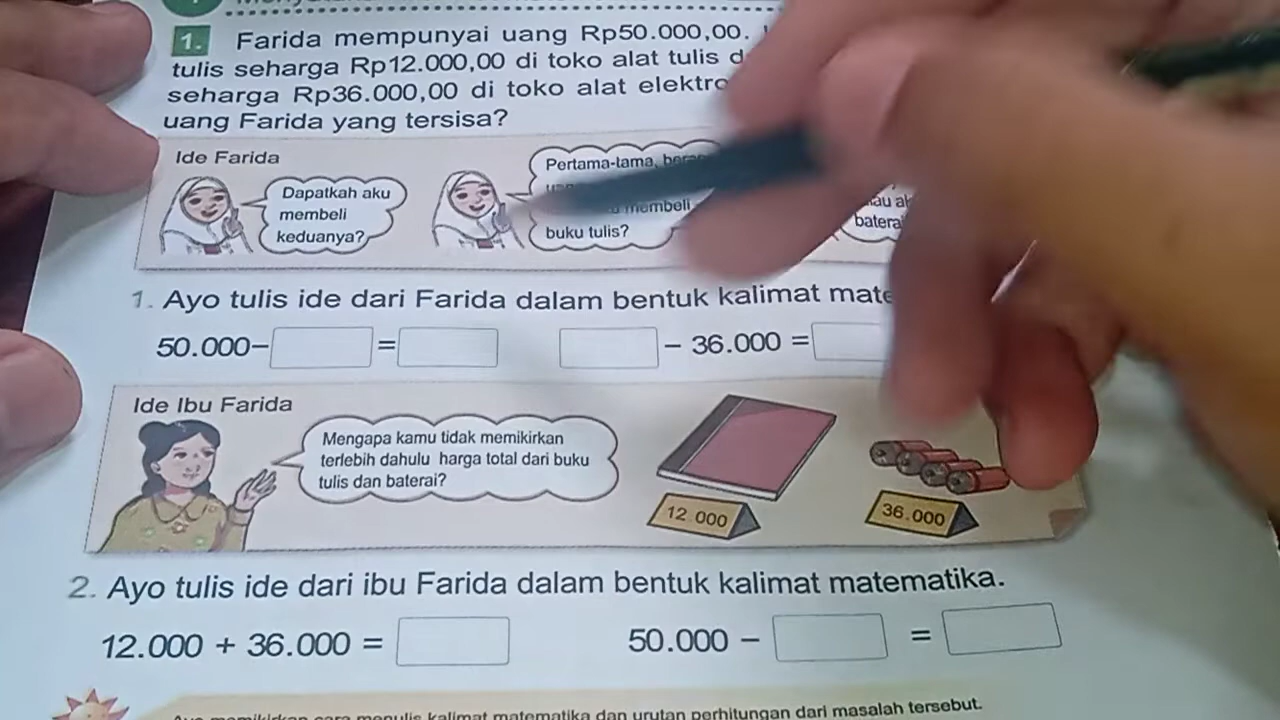 1. Farida mempunyai uang Rp50.000,00.
tulis seharga Rp12.000,00 di toko alat tulis
seharga Rp36.000,00 di toko alat
uang Farida yang tersisa?
Ide Farida
Dapatkah aku
membeli
keduanya?
Pertama-tama,
membeli
buku tulis?
1. Ayo tulis ide dari Farida dalam bentuk kalimat
50.000- =
- 36.000 =
Ide Ibu Farida
Mengapa kamu tidak memikirkan
terlebih dahulu harga total dari buku
tulis dan baterai?
12.000
36.000
2. Ayo tulis ide dari ibu Farida dalam bentuk kalimat matematika.
12.000 + 36.000 =
50.000 - =
cara menulis kalimat matematika dan urutan perhitungan dari masalah tersebut.